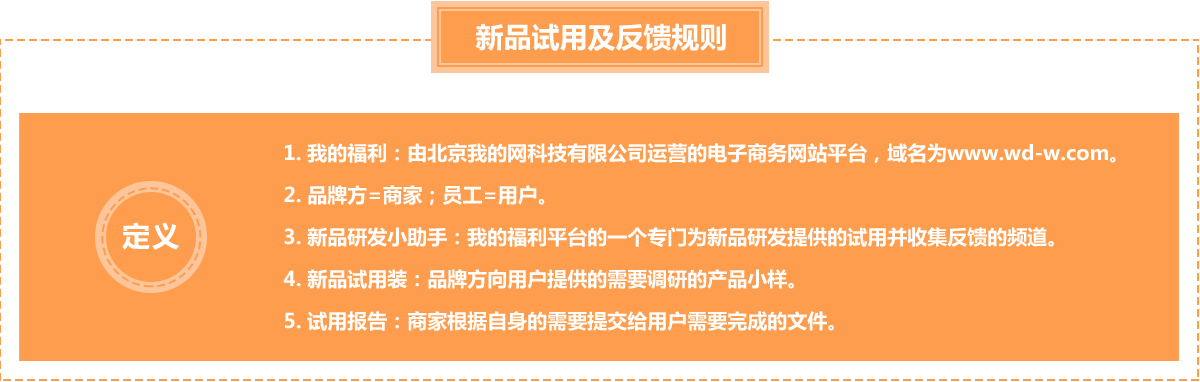 新品试用及反馈规则
定义
1. 我的福利：由北京我的网科技有限公司运营的电子商务网站平台，域名为www.wd-w.com。
2. 品牌方=商家；员工=用户。
3. 新品研发小助手：我的福利平台的一个专门为新品研发提供的试用并收集反馈的频道。
4. 新品试用装：品牌方向用户提供的需要调研的产品小样。
5. 试用报告：商家根据自身的需要提交给用户需要完成的文件。